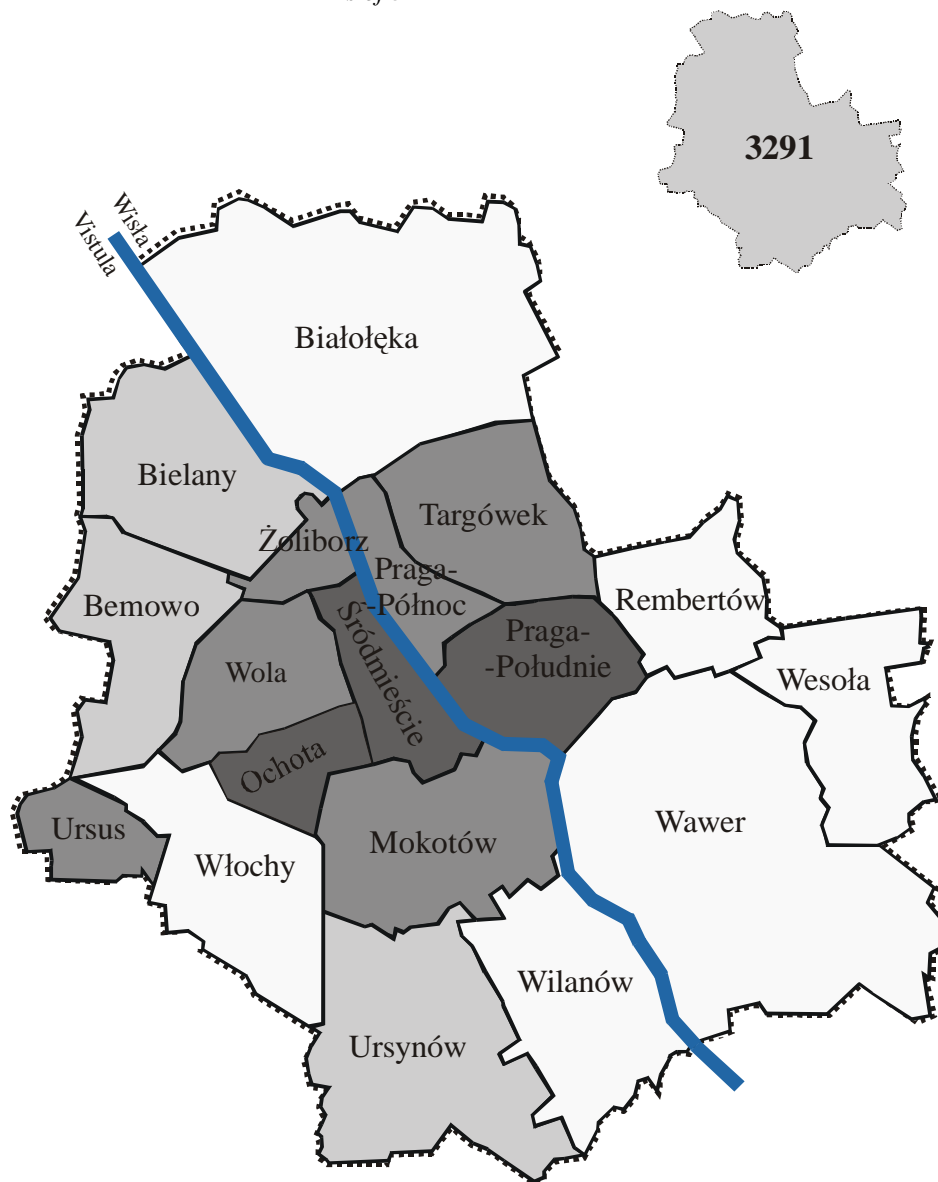 3291
Wisła
Vistula
Białołęka
Bielany
Targówek
Żoliborz
Praga-
-Północ
Bemowo
Rembertów
Praga-
-Południe
Śródmieście
Wola
Wesoła
Ochota
Ursus
Mokotów
Wawer
Włochy
Wilanów
Ursynów